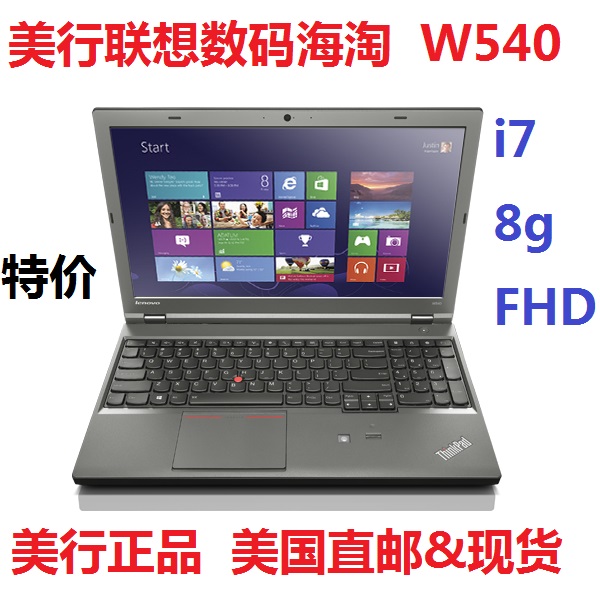 美行联想数码海淘 W540
i7
8g
FHD
特价
Start
lenovo
ThinkPad
美行正品 美国直邮&现货